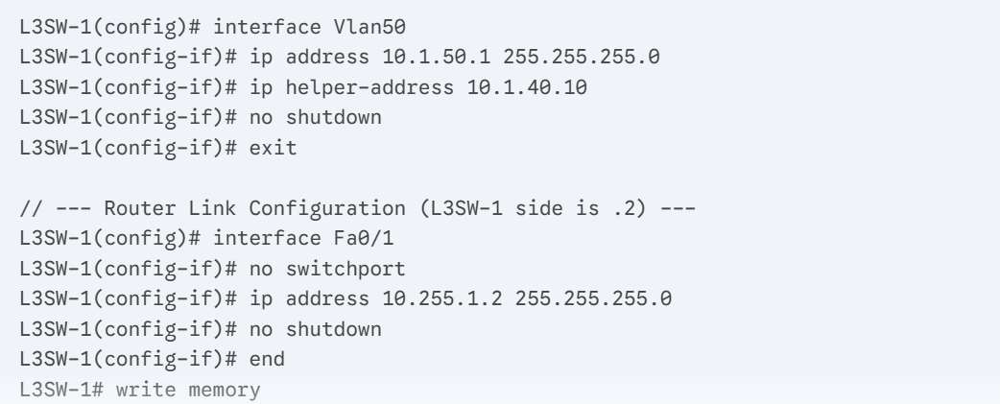 L3SW-1(config)# interface Vlan50
L3SW-1(config-if)# ip address 10.1.50.1 255.255.255.0
L3SW-1(config-if)# ip helper-address 10.1.40.10
L3SW-1(config-if)# no shutdown
L3SW-1(config-if)# exit

// --- Router Link Configuration (L3SW-1 side is .2) ---
L3SW-1(config)# interface Fa0/1
L3SW-1(config-if)# no switchport
L3SW-1(config-if)# ip address 10.255.1.2 255.255.255.0
L3SW-1(config-if)# no shutdown
L3SW-1(config-if)# end
L3SW-1# write memory